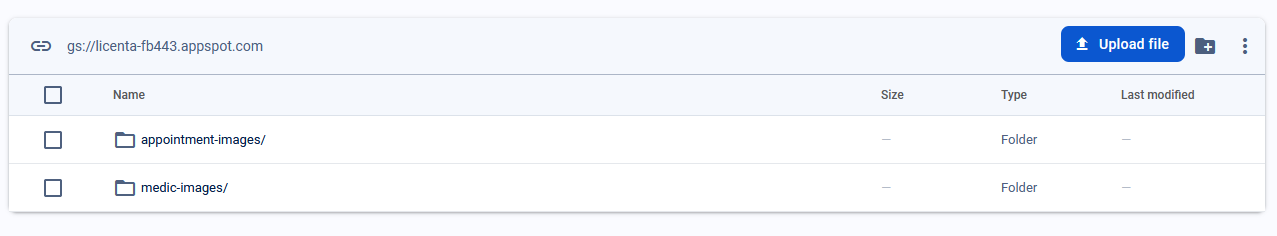 gs://licenta-fb443.appspot.com Upload file
Name Size Type Last modified
appointment-images/ — Folder —
medic-images/ — Folder —